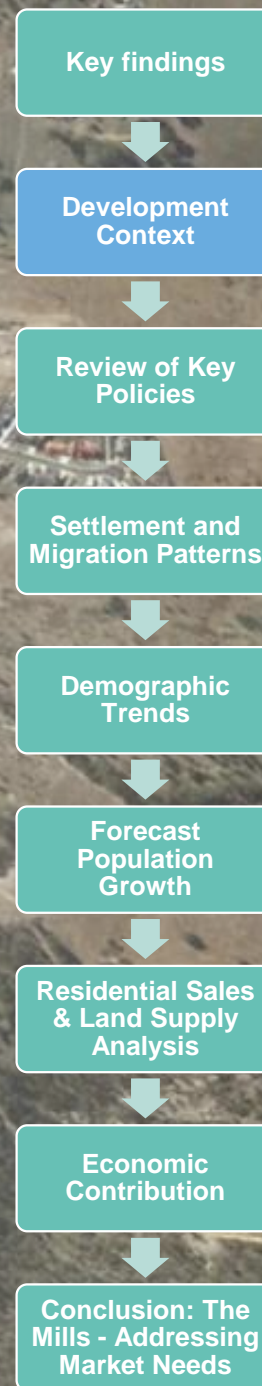 Key findings
Development
Context
Review of Key
Policies
Settlement and
Migration Patterns
Demographic
Trends
Forecast
Population
Growth
Residential Sales
& Land Supply
Analysis
Economic
Contribution
Conclusion: The
Mills - Addressing
Market Needs